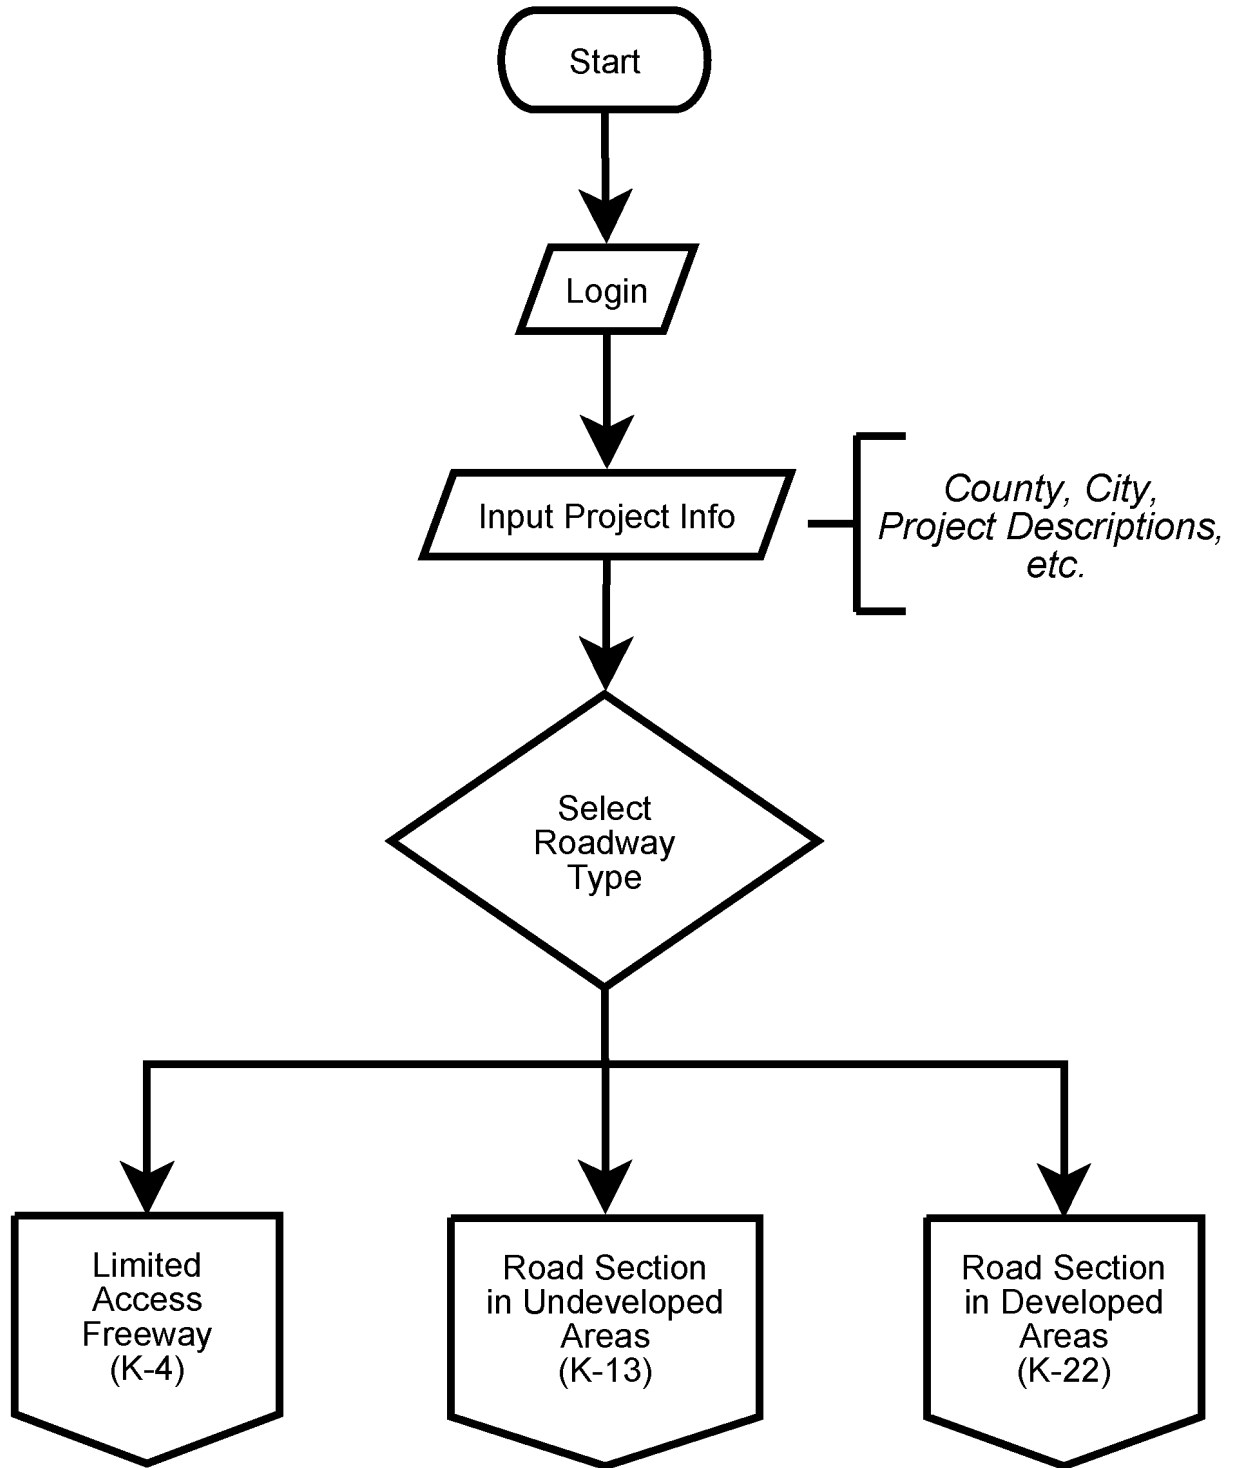 Start
Login
Input Project Info
County, City,
Project Descriptions,
etc.
Select
Roadway
Type
Limited
Access
Freeway
(K-4)
Road Section
in Undeveloped
Areas
(K-13)
Road Section
in Developed
Areas
(K-22)